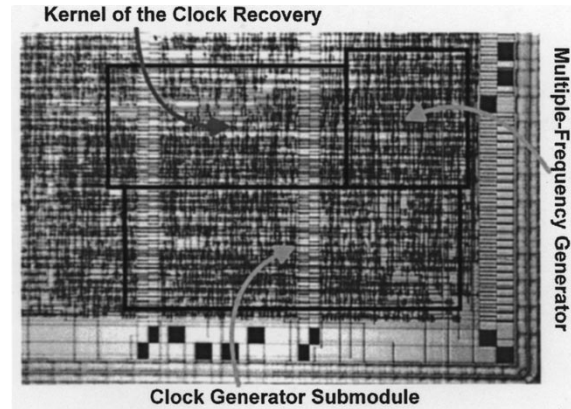 Kernel of the Clock Recovery
Multiple-Frequency
Generator
Clock Generator Submodule